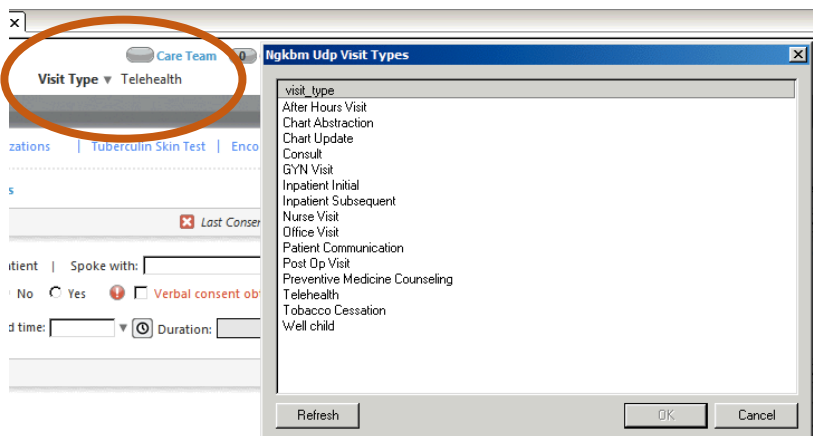 x
Care Team 0
Visit Type ▼ Telehealth
zations | Tuberculin Skin Test | Enco
s
Last Conser
atient | Spoke with:
No Yes Verbal consent ob
d time: ▼ Duration:
Ngkbm Udp Visit Types
visit_type
After Hours Visit
Chart Abstraction
Chart Update
Consult
GYN Visit
Inpatient Initial
Inpatient Subsequent
Nurse Visit
Office Visit
Patient Communication
Post Op Visit
Preventive Medicine Counseling
Telehealth
Tobacco Cessation
Well child
Refresh OK Cancel